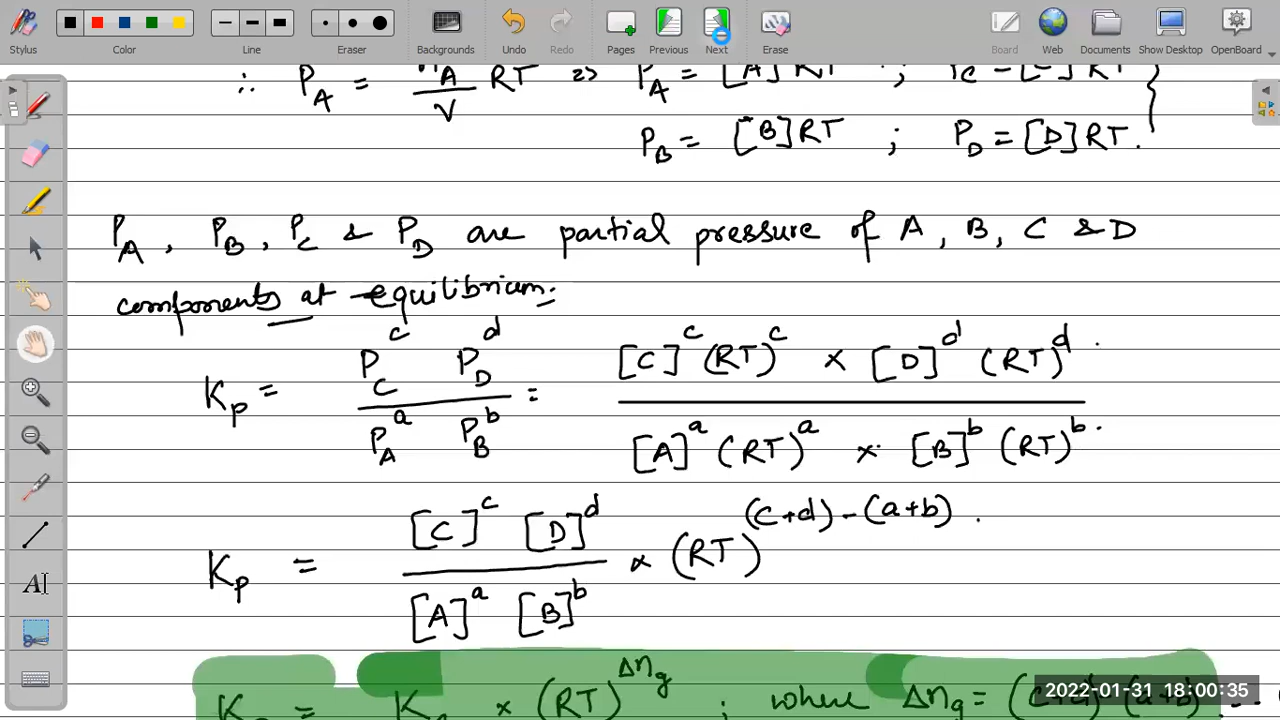 Stylus Color Line Eraser Backgrounds Undo Redo Pages Previous Next Erase Board Web Documents Show Desktop OpenBoard
∴ P_A = n_A/V RT ⇒ P_A = [A]RT ; P_C = [C]RT
P_B = [B]RT ; P_D = [D]RT.
P_A, P_B, P_C & P_D are partial pressure of A, B, C & D
components at equilibrium.
K_p = P_C^c P_D^d / P_A^a P_B^b = [C]^c (RT)^c × [D]^d (RT)^d / [A]^a (RT)^a × [B]^b (RT)^b
K_p = [C]^c [D]^d / [A]^a [B]^b × (RT)^(c+d)-(a+b).
× (RT)^Δn_g ; where Δn_g =
2022-01-31 18:00:35